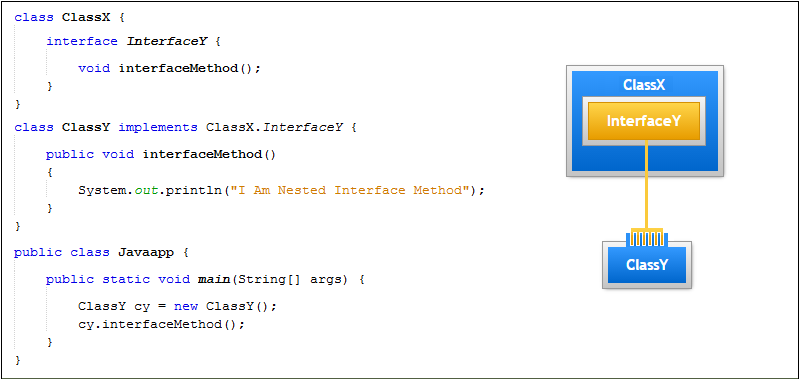 class ClassX {
interface InterfaceY {
void interfaceMethod();
}
}
class ClassY implements ClassX.InterfaceY {
public void interfaceMethod()
{
System.out.println("I Am Nested Interface Method");
}
}
public class Javaapp {
public static void main(String[] args) {
ClassY cy = new ClassY();
cy.interfaceMethod();
}
}
ClassX
InterfaceY
ClassY